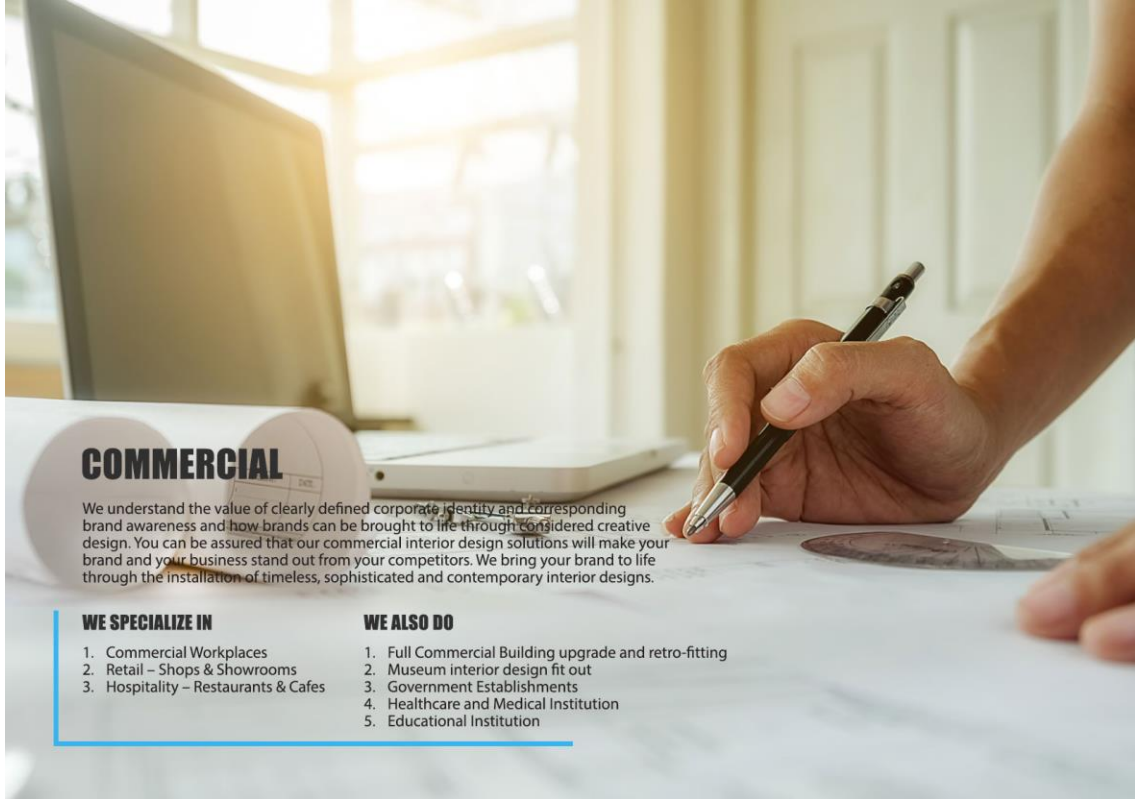 COMMERCIAL
We understand the value of clearly defined corporate identity and corresponding
brand awareness and how brands can be brought to life through considered creative
design. You can be assured that our commercial interior design solutions will make your
brand and your business stand out from your competitors. We bring your brand to life
through the installation of timeless, sophisticated and contemporary interior designs.
WE SPECIALIZE IN
1. Commercial Workplaces
2. Retail – Shops & Showrooms
3. Hospitality – Restaurants & Cafes
WE ALSO DO
1. Full Commercial Building upgrade and retro-fitting
2. Museum interior design fit out
3. Government Establishments
4. Healthcare and Medical Institution
5. Educational Institution
DATE: